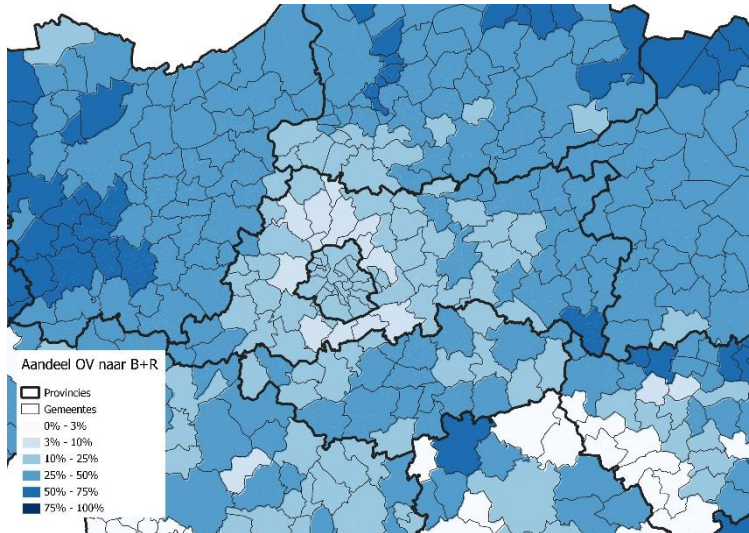 Aandeel OV naar B+R
Provincies
Gemeentes
0% - 3%
3% - 10%
10% - 25%
25% - 50%
50% - 75%
75% - 100%